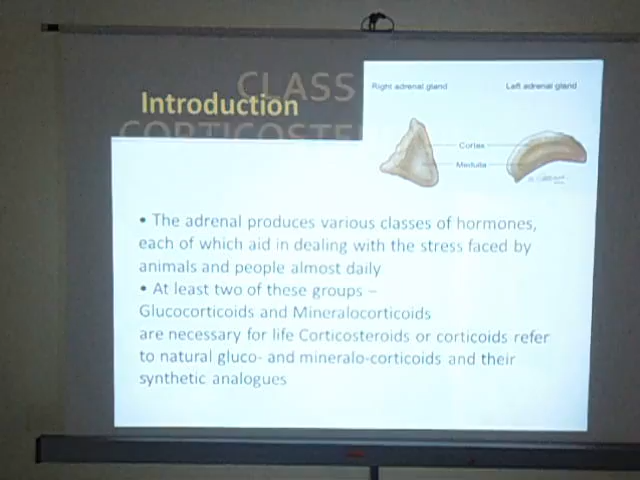 CLASS
Introduction
Right adrenal gland
Left adrenal gland
Cortex
Medulla
• The adrenal produces various classes of hormones,
each of which aid in dealing with the stress faced by
animals and people almost daily
• At least two of these groups –
Glucocorticoids and Mineralocorticoids
are necessary for life Corticosteroids or corticoids refer
to natural gluco- and mineralo-corticoids and their
synthetic analogues